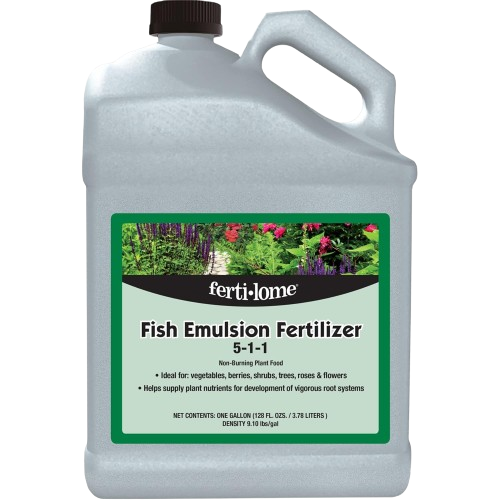 ferti•lome®
Fish Emulsion Fertilizer
5-1-1
Non-Burning Plant Food
• Ideal for: vegetables, berries, shrubs, trees, roses & flowers
• Helps supply plant nutrients for development of vigorous root systems
NET CONTENTS: ONE GALLON (128 FL. OZS. / 3.78 LITERS )
DENSITY 9.10 lbs/gal